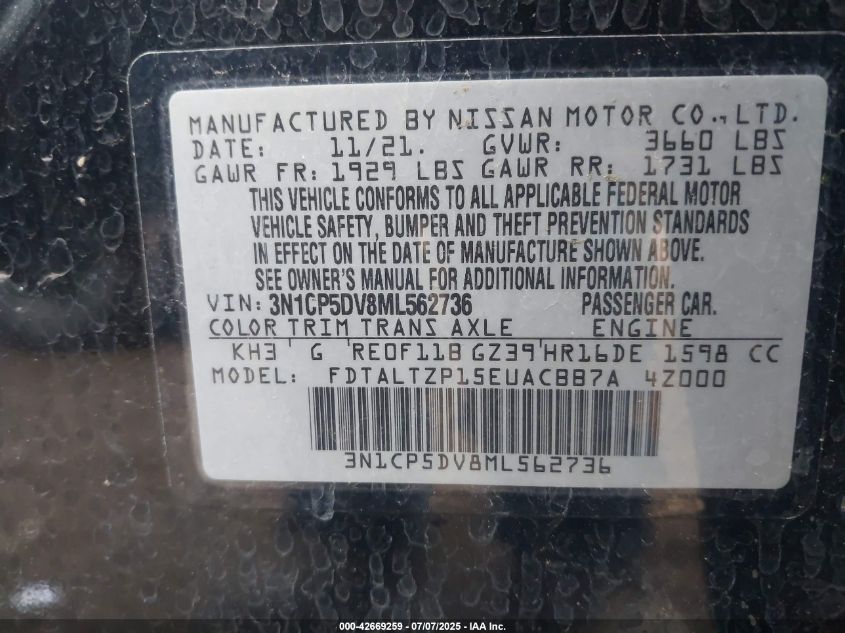 MANUFACTURED BY NISSAN MOTOR CO., LTD.
DATE: 11/21. GVWR: 3660 LBS
GAWR FR: 1929 LBS GAWR RR: 1731 LBS
THIS VEHICLE CONFORMS TO ALL APPLICABLE FEDERAL MOTOR
VEHICLE SAFETY, BUMPER AND THEFT PREVENTION STANDARDS
IN EFFECT ON THE DATE OF MANUFACTURE SHOWN ABOVE.
SEE OWNER'S MANUAL FOR ADDITIONAL INFORMATION.
VIN: 3N1CP5DV8ML562736 PASSENGER CAR.
COLOR TRIM TRANS AXLE ENGINE
KH3 G RE0F11B GZ39 HR16DE 1598 CC
MODEL: FDTALTZP15EUACBB7A 4Z000
3N1CP5DV8ML562736
000-42669259 - 07/07/2025 - IAA Inc.